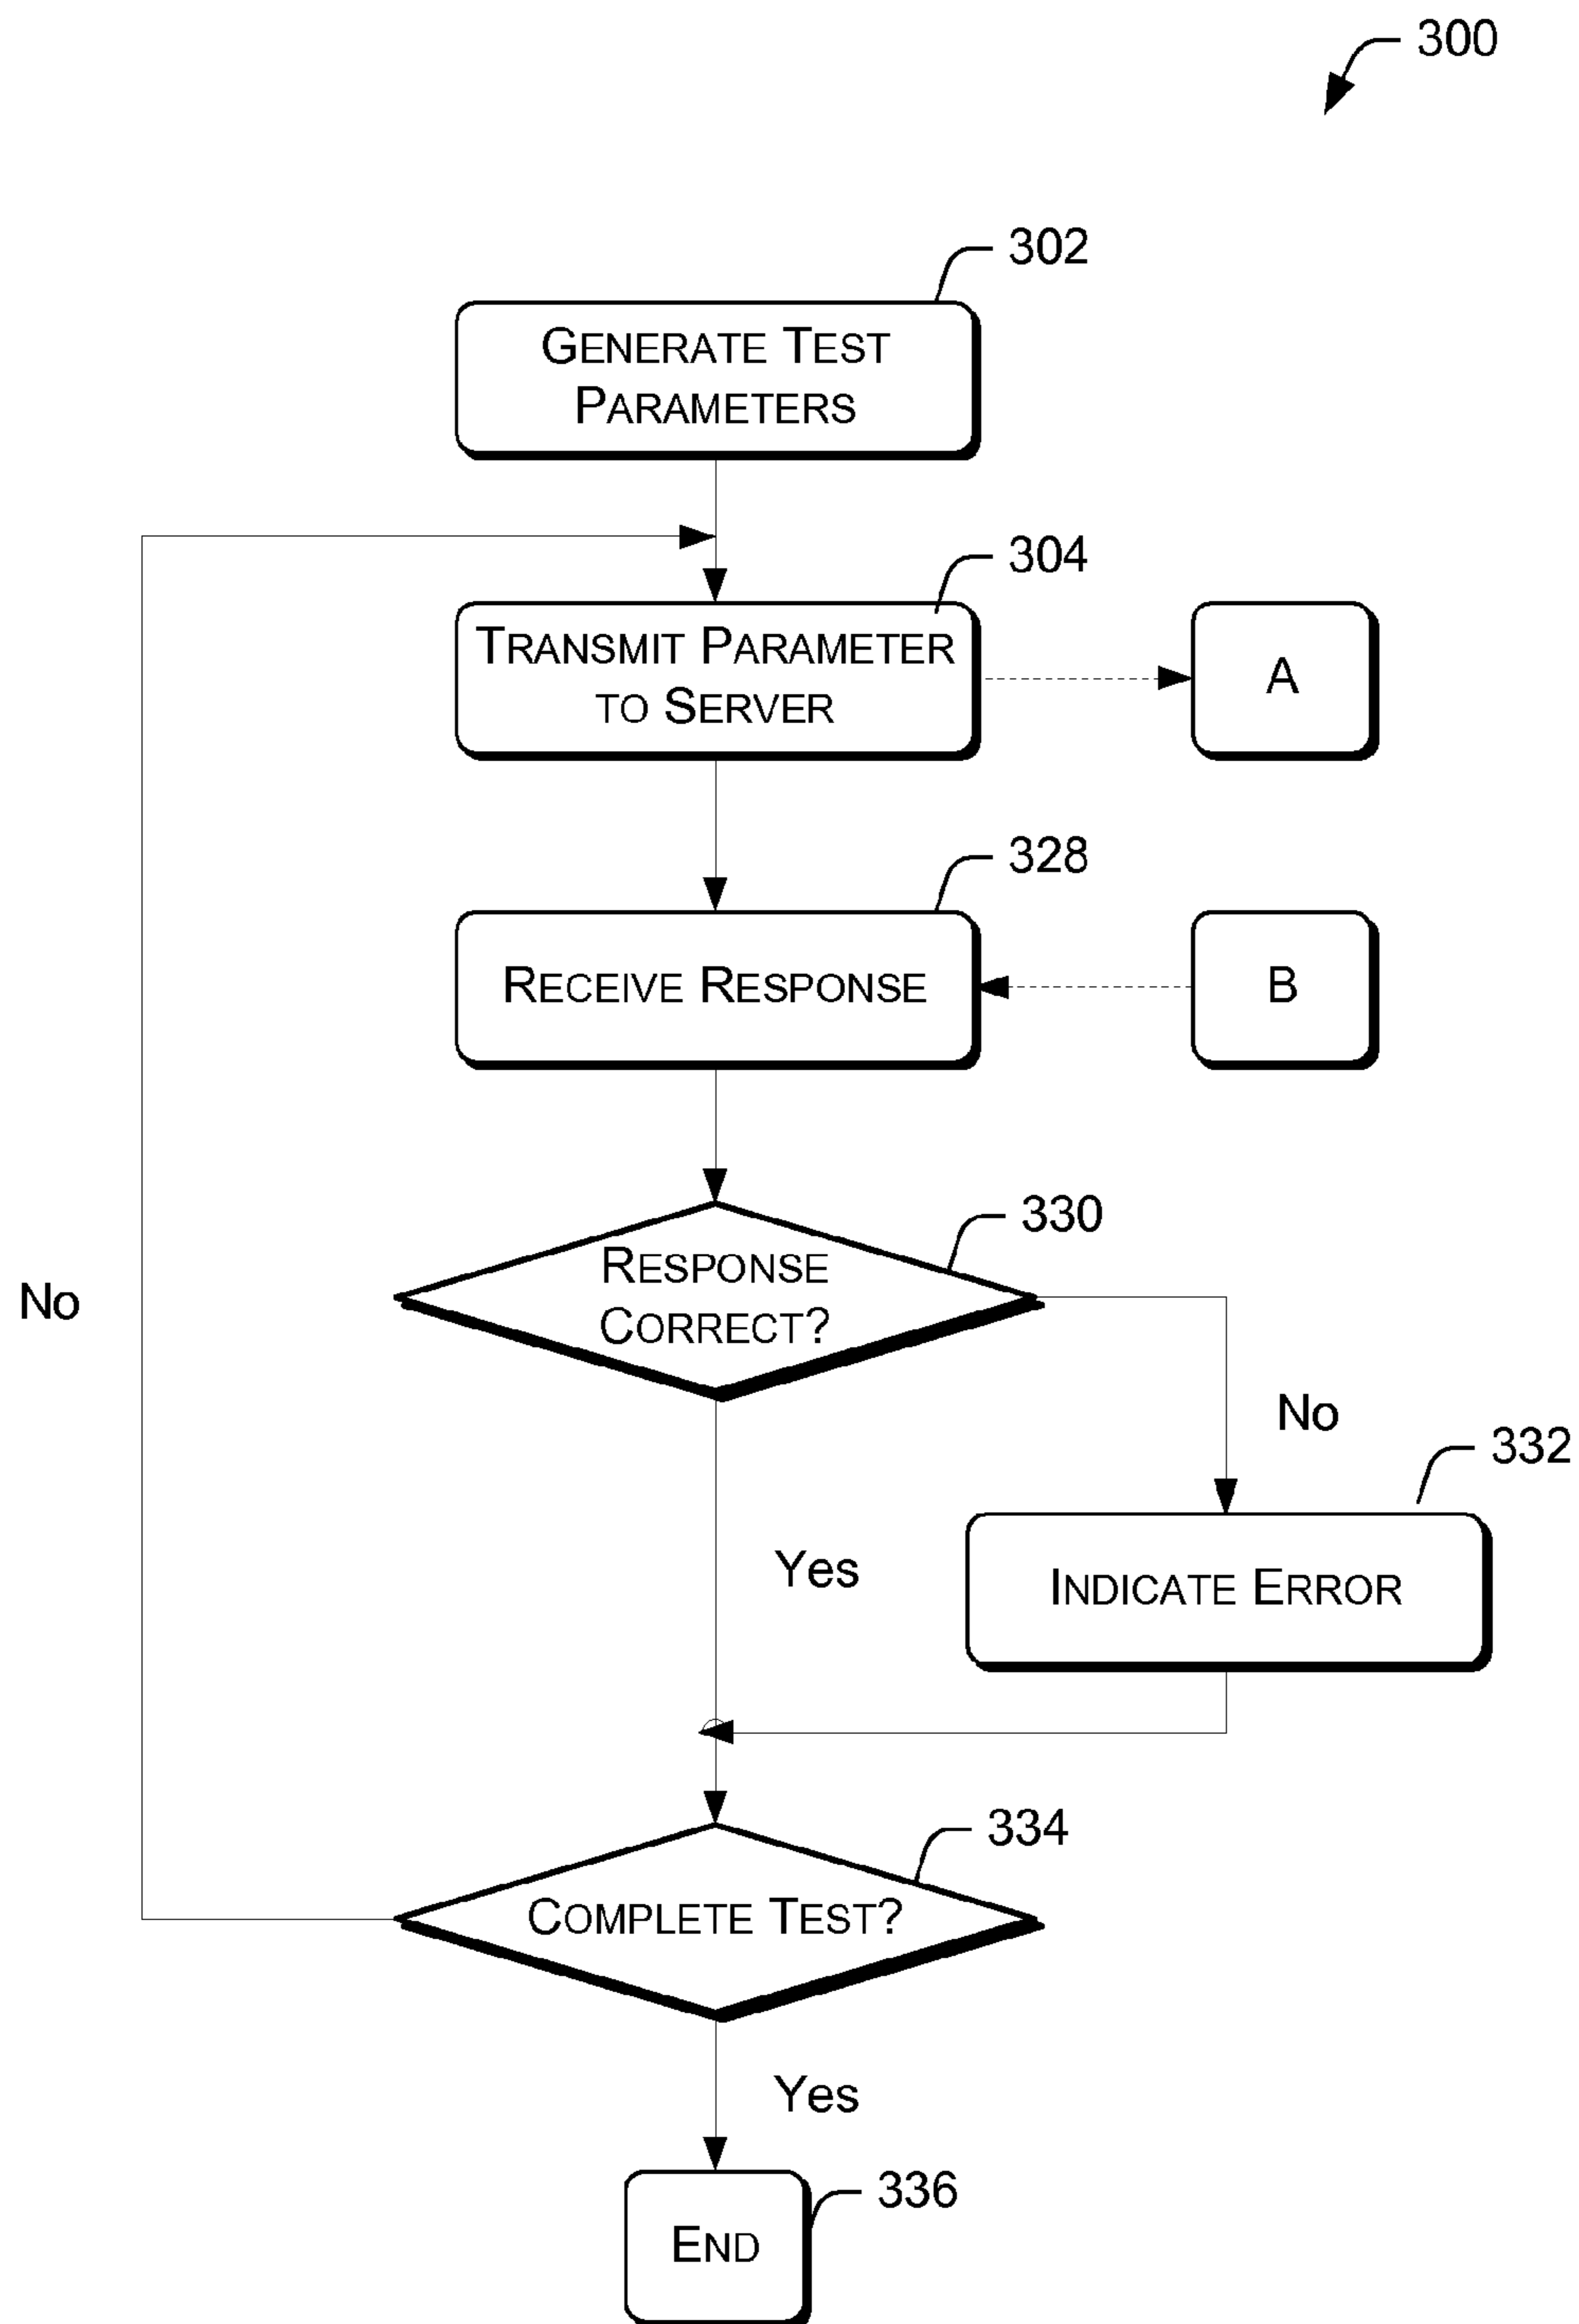 300
302
GENERATE TEST
PARAMETERS
304
TRANSMIT PARAMETER
TO SERVER
A
328
RECEIVE RESPONSE
B
330
RESPONSE
CORRECT?
No
No
332
Yes
INDICATE ERROR
334
COMPLETE TEST?
Yes
336
END